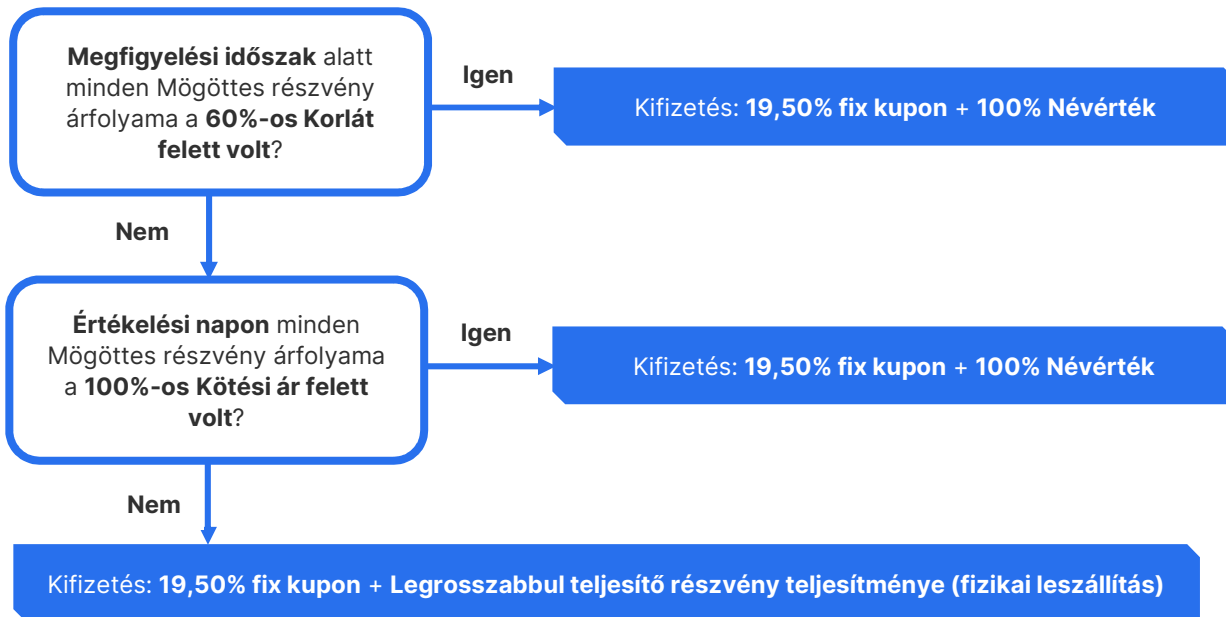 Megfigyelési időszak alatt
minden Mögöttes részvény
árfolyama a 60%-os Korlát
felett volt?
Igen
Kifizetés: 19,50% fix kupon + 100% Névérték
Nem
Értékelési napon minden
Mögöttes részvény árfolyama
a 100%-os Kötési ár felett
volt?
Igen
Kifizetés: 19,50% fix kupon + 100% Névérték
Nem
Kifizetés: 19,50% fix kupon + Legrosszabbul teljesítő részvény teljesítménye (fizikai leszállítás)